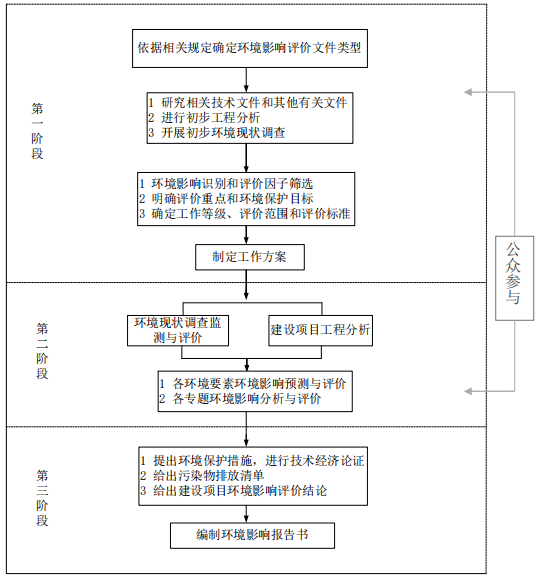 第一阶段
依据相关规定确定环境影响评价文件类型
1 研究相关技术文件和其他有关文件
2 进行初步工程分析
3 开展初步环境现状调查
1 环境影响识别和评价因子筛选
2 明确评价重点和环境保护目标
3 确定工作等级、评价范围和评价标准
制定工作方案
公众参与
第二阶段
环境现状调查监
测与评价
建设项目工程分析
1 各环境要素环境影响预测与评价
2 各专题环境影响分析与评价
第三阶段
1 提出环境保护措施，进行技术经济论证
2 给出污染物排放清单
3 给出建设项目环境影响评价结论
编制环境影响报告书